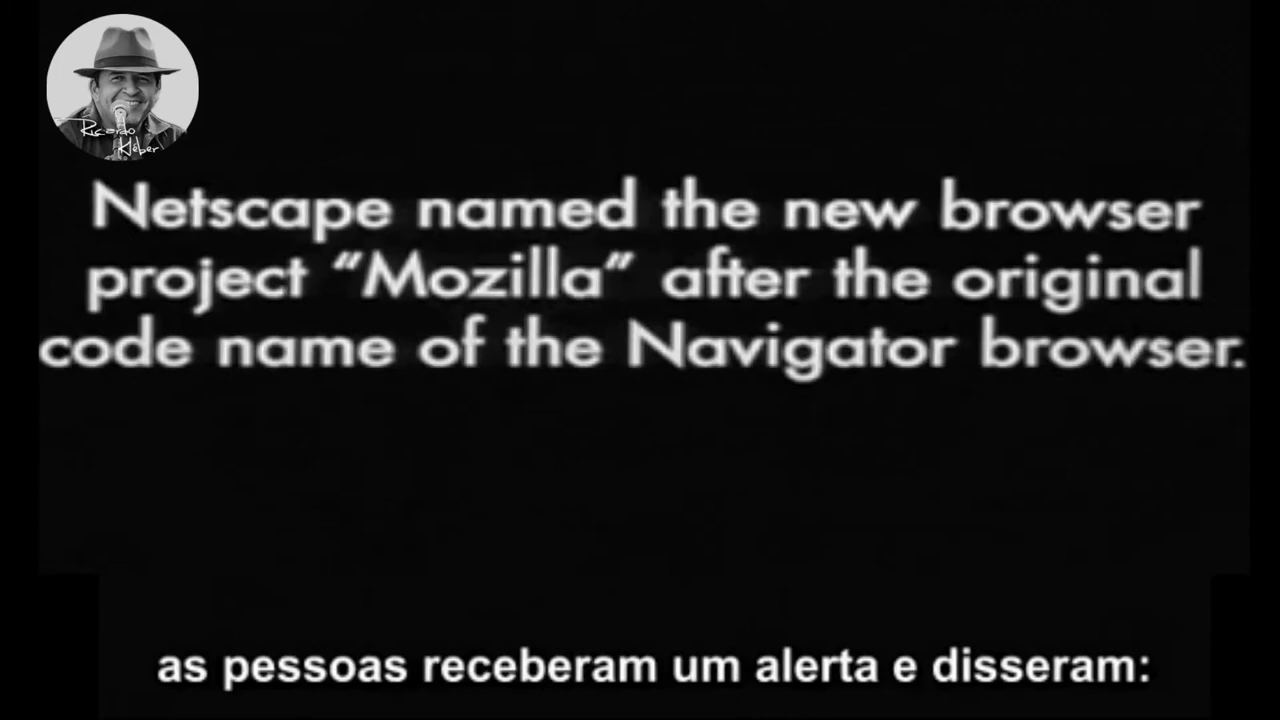 Ricardo
Kléber
Netscape named the new browser
project “Mozilla” after the original
code name of the Navigator browser.
as pessoas receberam um alerta e disseram: